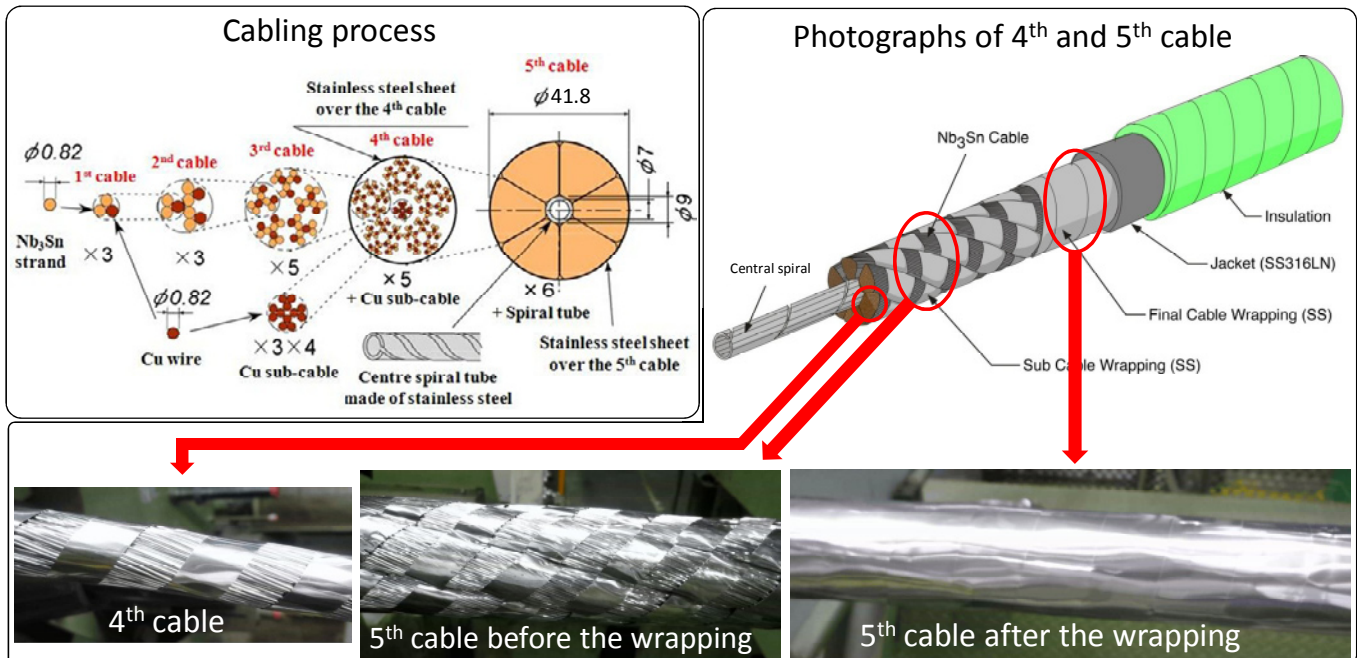 Cabling process
5th cable
ϕ41.8
Stainless steel sheet
over the 4th cable
4th cable
3rd cable
2nd cable
1st cable
ϕ0.82
ϕ7
ϕ9
Nb3Sn
strand
×3
×3
×5
×5
+ Cu sub-cable
×6
+ Spiral tube
ϕ0.82
Cu wire
×3×4
Cu sub-cable
Centre spiral tube
made of stainless steel
Stainless steel sheet
over the 5th cable
Photographs of 4th and 5th cable
Nb3Sn Cable
Central spiral
Insulation
Jacket (SS316LN)
Final Cable Wrapping (SS)
Sub Cable Wrapping (SS)
4th cable
5th cable before the wrapping
5th cable after the wrapping